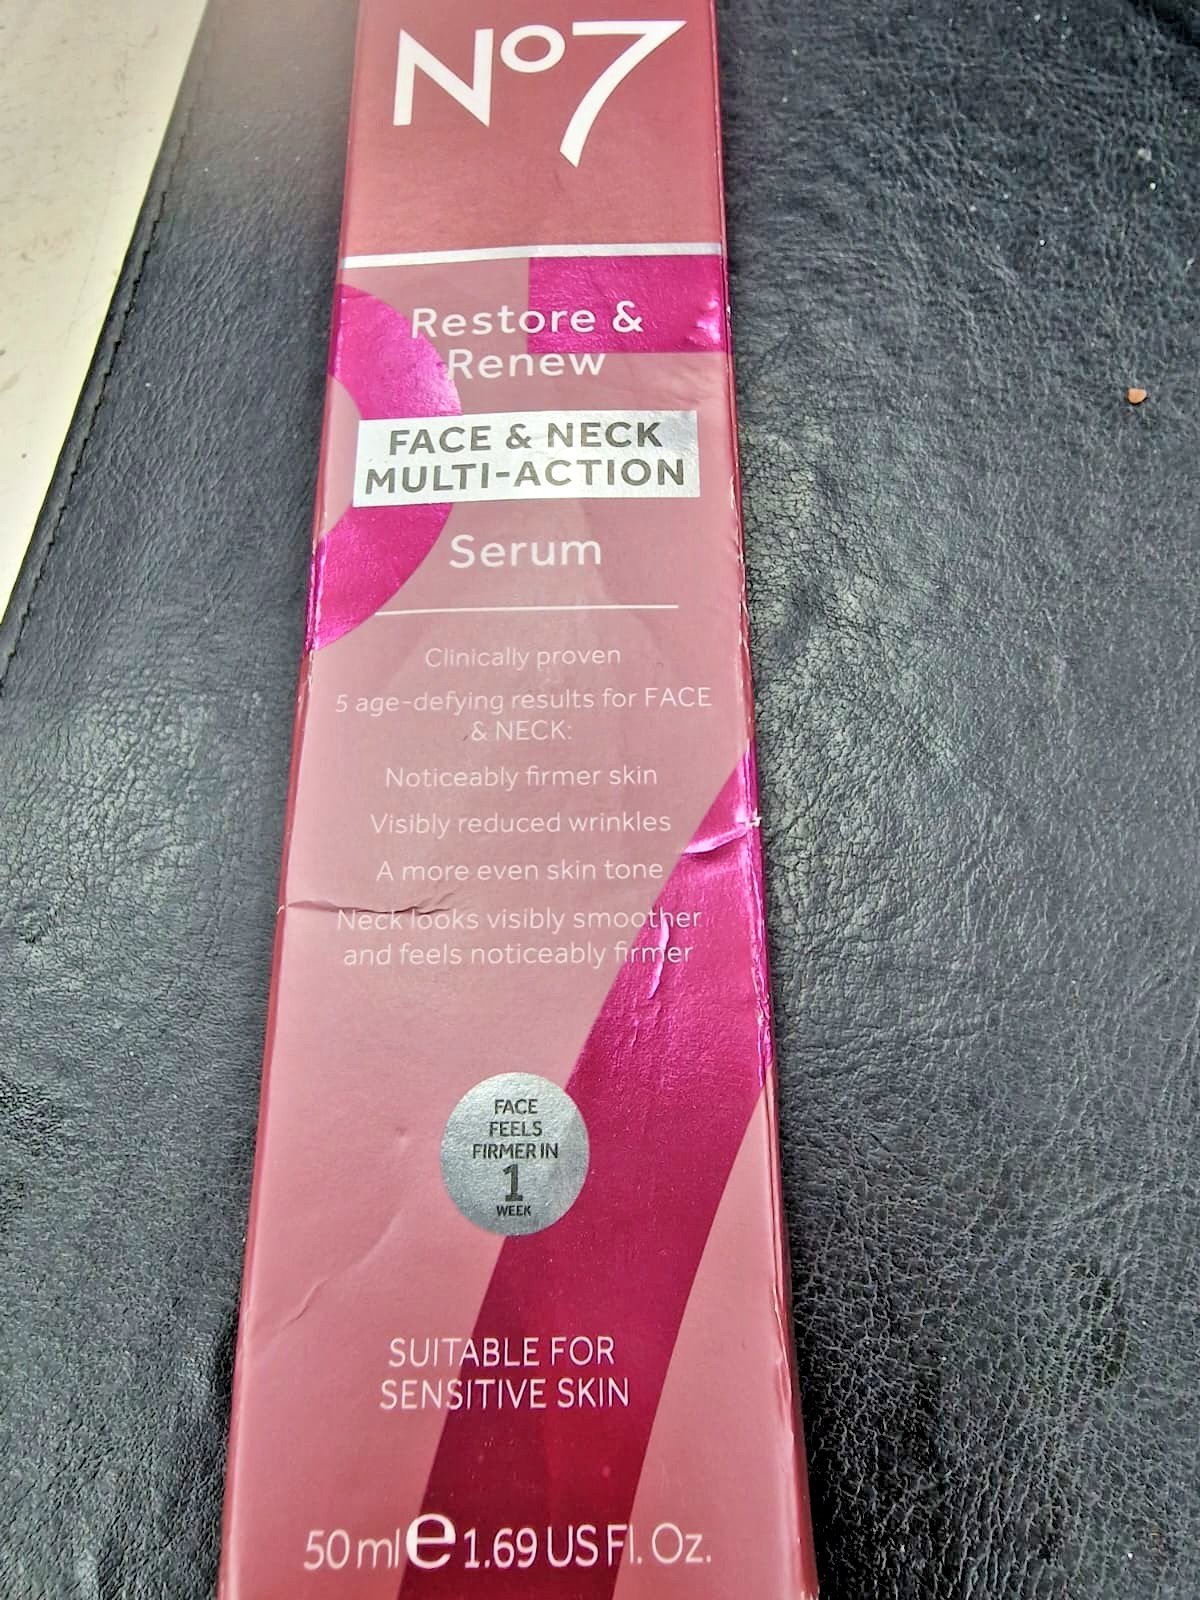 No7
Restore &
Renew
FACE & NECK
MULTI-ACTION
Serum
Clinically proven
5 age-defying results for FACE
& NECK:
Noticeably firmer skin
Visibly reduced wrinkles
A more even skin tone
Neck looks visibly smoother
and feels noticeably firmer
FACE
FEELS
FIRMER IN
1
WEEK
SUITABLE FOR
SENSITIVE SKIN
50 ml e 1.69 US Fl. Oz.